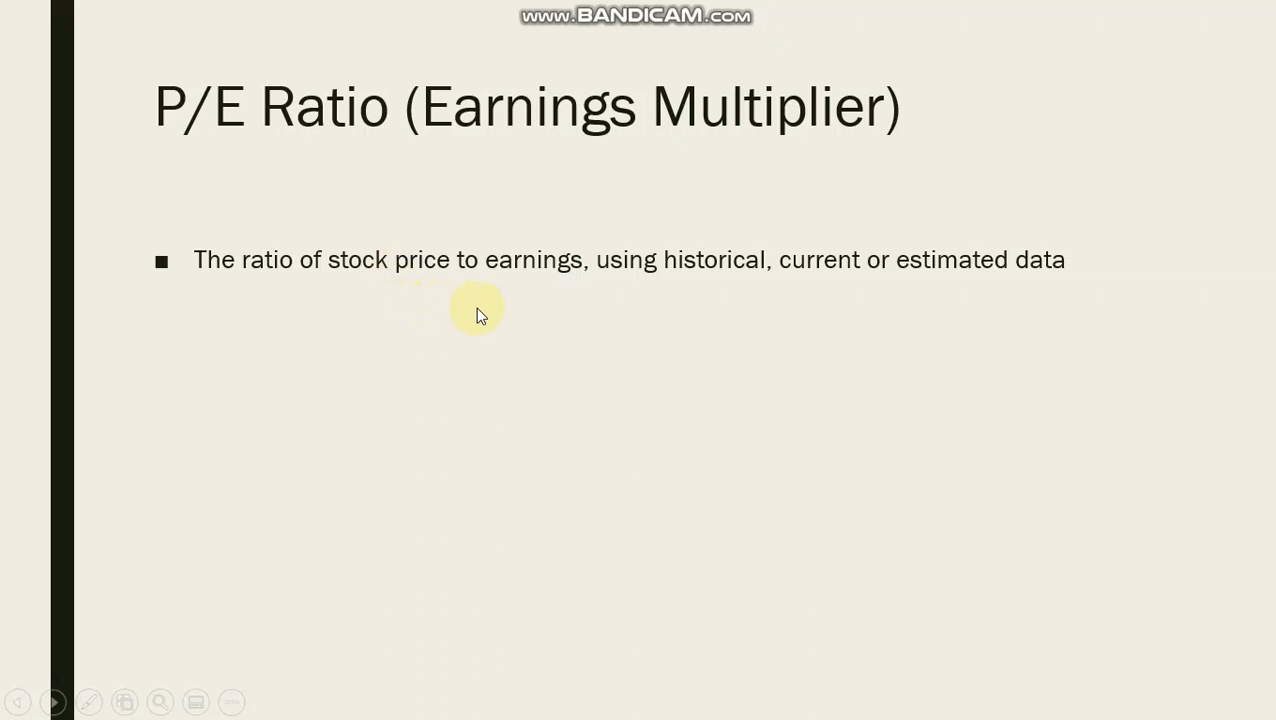 www.BANDICAM.com
P/E Ratio (Earnings Multiplier)
■ The ratio of stock price to earnings, using historical, current or estimated data